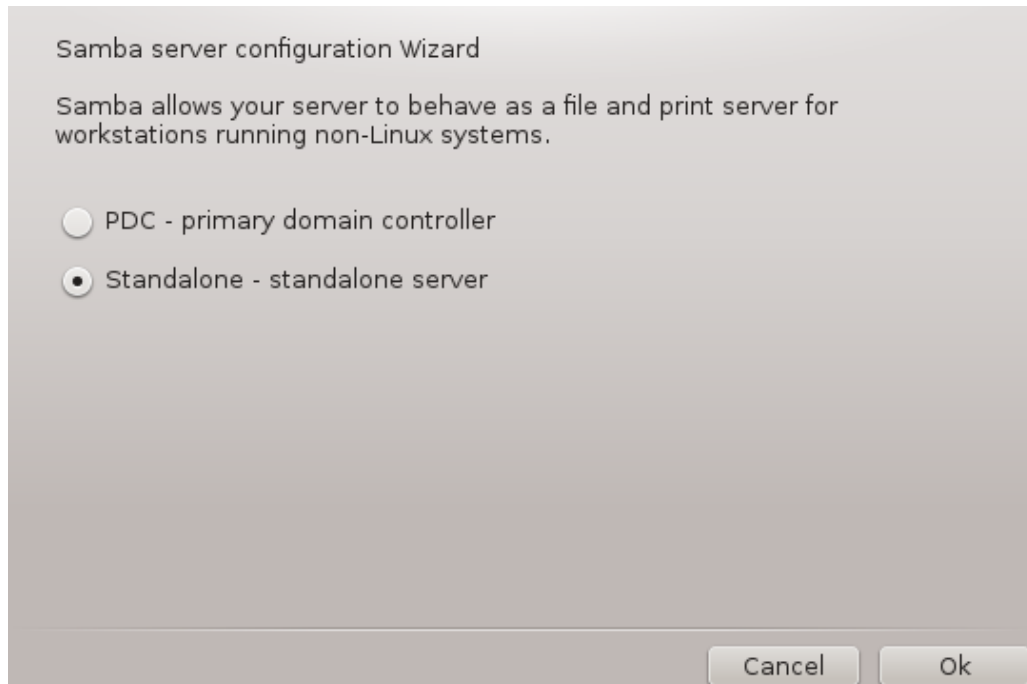 Samba server configuration Wizard
Samba allows your server to behave as a file and print server for
workstations running non-Linux systems.
PDC - primary domain controller
Standalone - standalone server
Cancel Ok